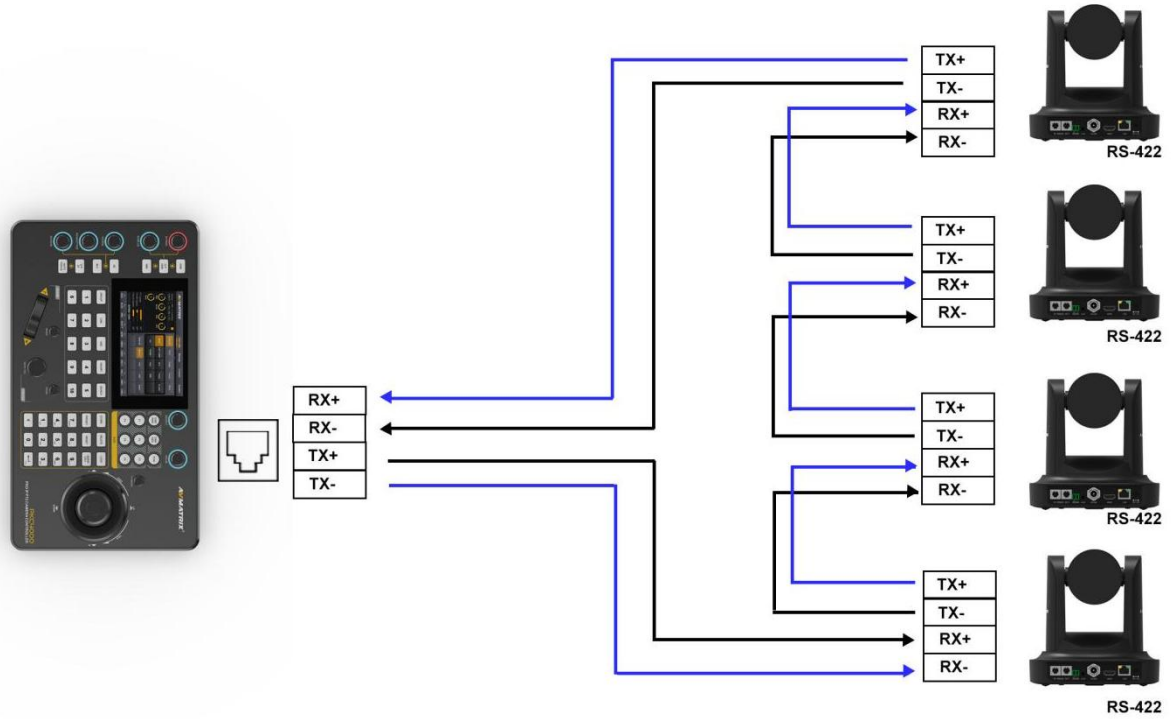 TX+
TX-
RX+
RX-
RS-422
TX+
TX-
RX+
RX-
RS-422
RX+
RX-
TX+
TX-
AVMATRIX
TX+
TX-
RX+
RX-
RS-422
TX+
TX-
RX+
RX-
RS-422